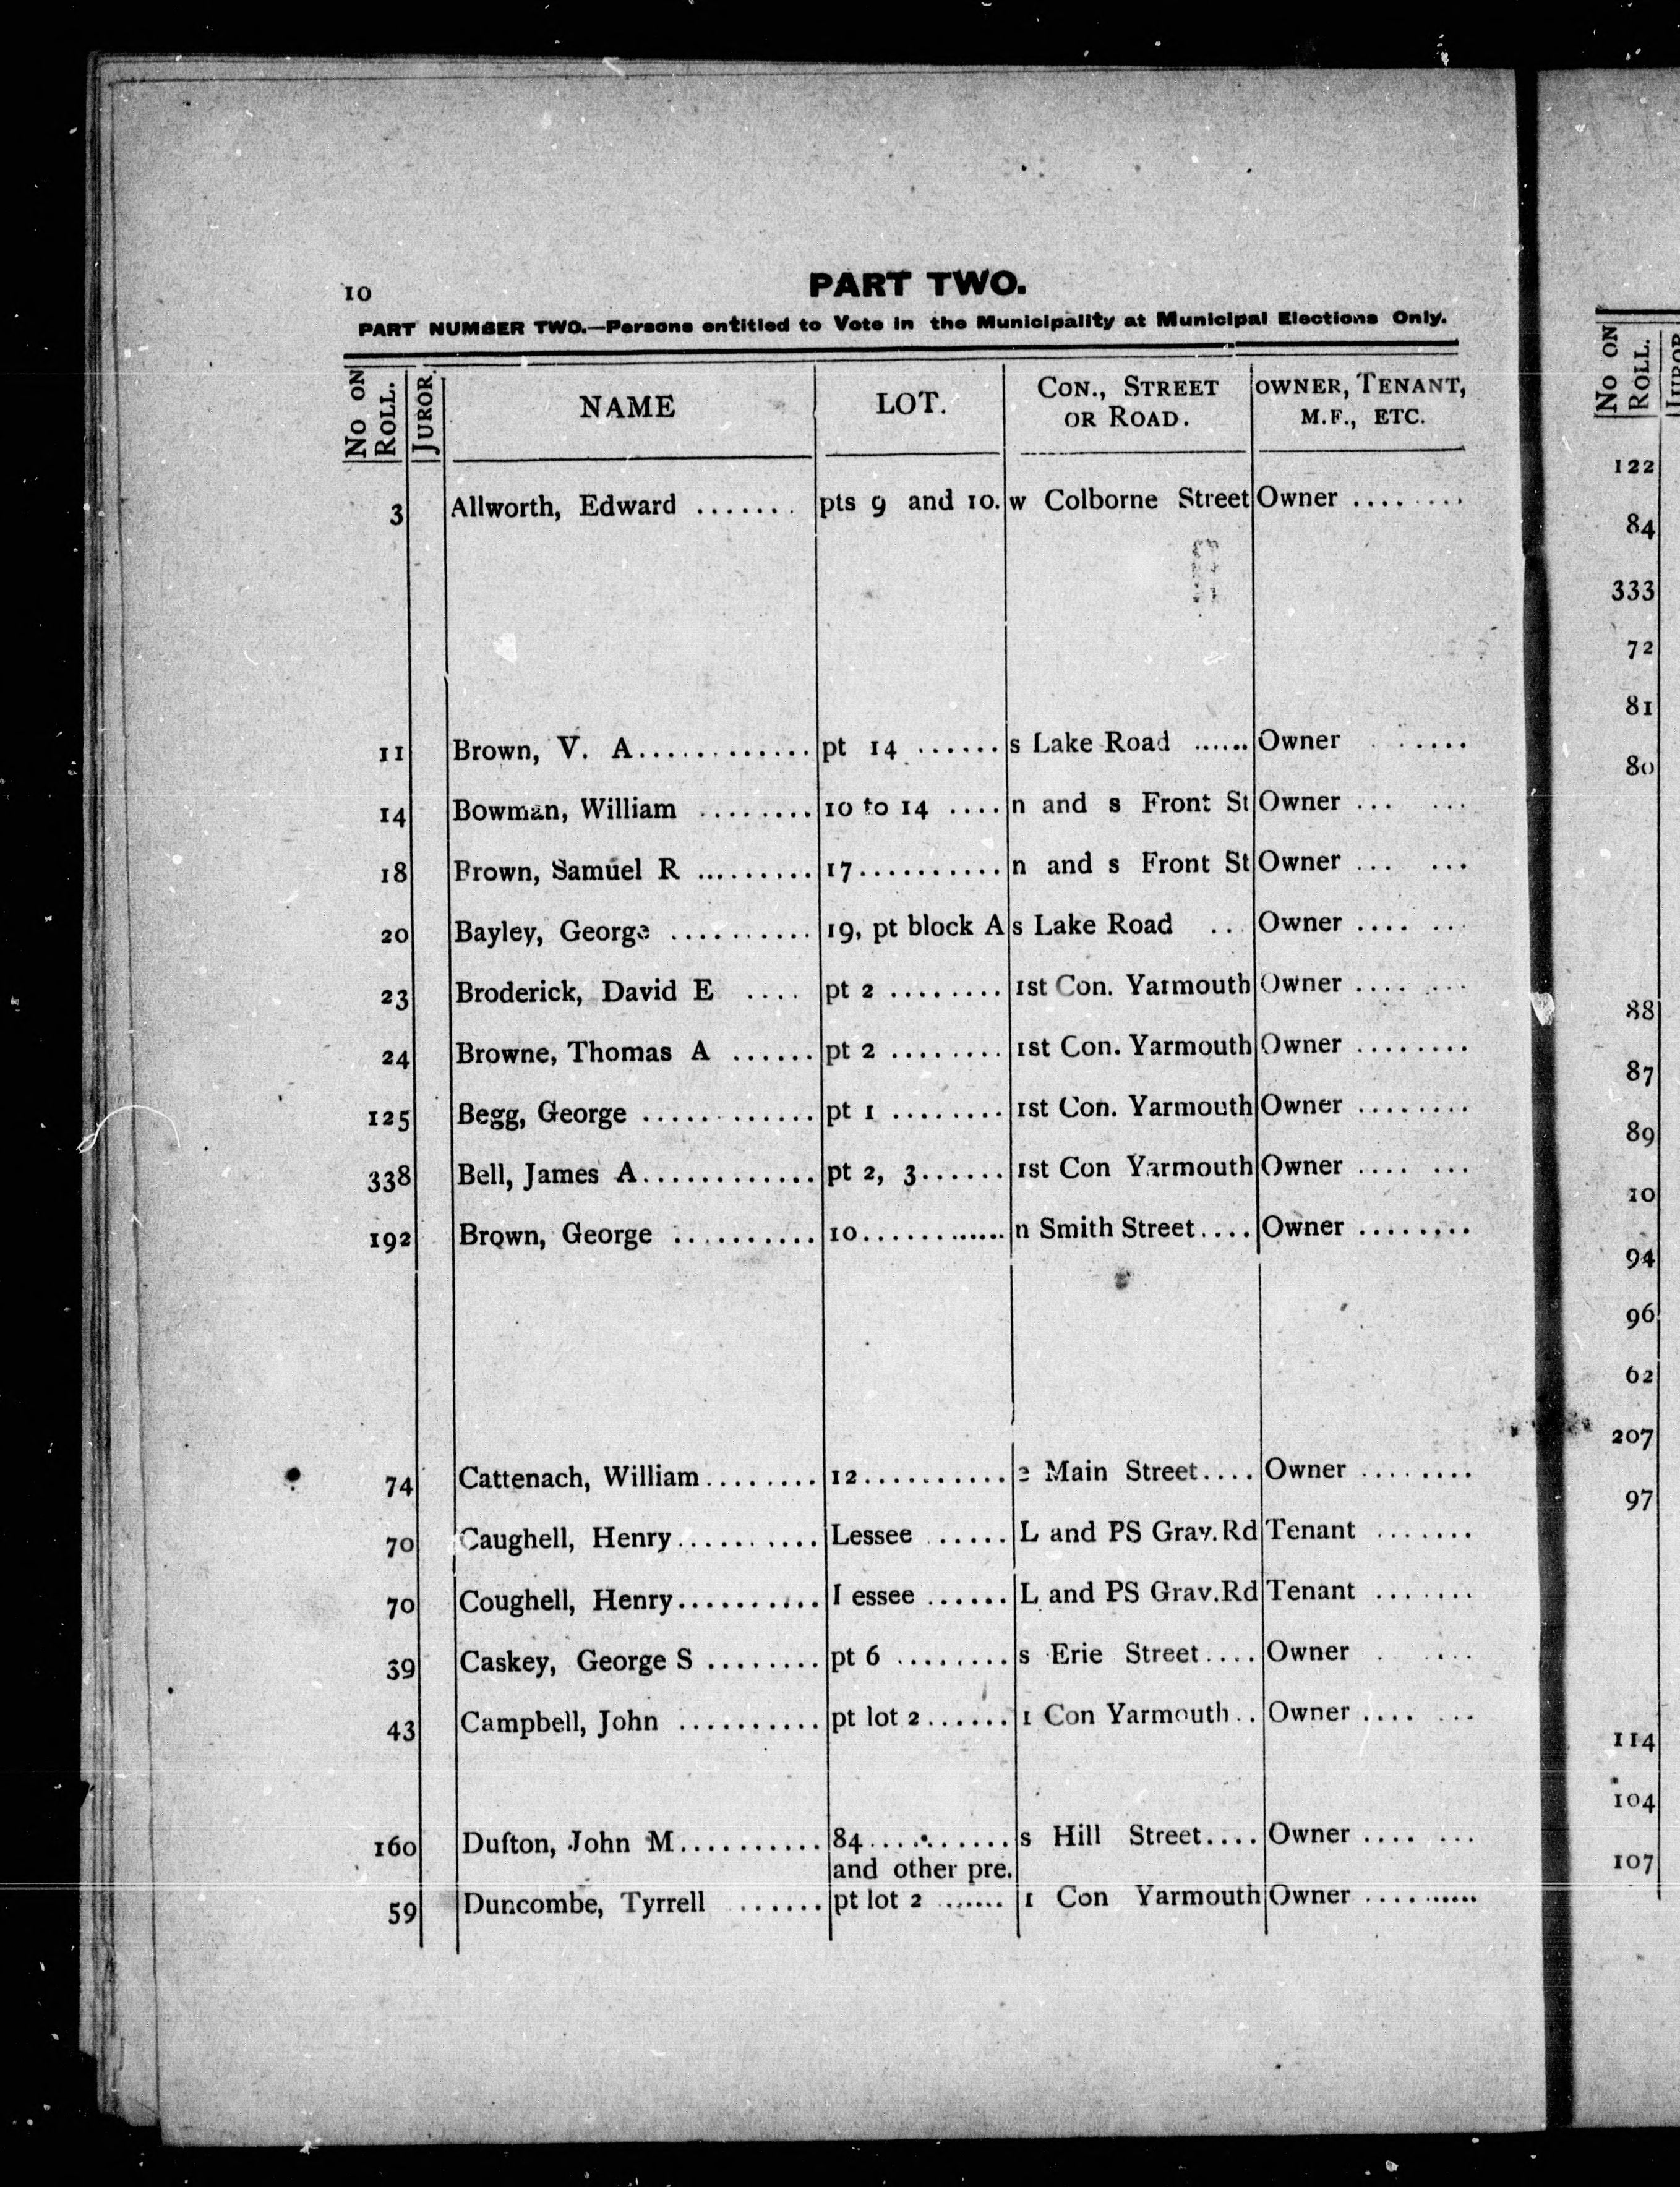 10
PART TWO.
PART NUMBER TWO.—Persons entitled to Vote in the Municipality at Municipal Elections Only.
No ON ROLL. JUROR. NAME LOT. CON., STREET OR ROAD. OWNER, TENANT, M.F., ETC.
3 Allworth, Edward ....... pts 9 and 10. w Colborne Street Owner ........
11 Brown, V. A............. pt 14 ...... s Lake Road ...... Owner ......
14 Bowman, William ........ 10 to 14 .... n and s Front St Owner ... ...
18 Brown, Samuel R ......... 17.......... n and s Front St Owner ... ...
20 Bayley, George .......... 19, pt block A s Lake Road .. Owner .... ...
23 Broderick, David E .... pt 2 ........ 1st Con. Yarmouth Owner .... ...
24 Browne, Thomas A ...... pt 2 ........ 1st Con. Yarmouth Owner ........
125 Begg, George ............ pt 1 ........ 1st Con. Yarmouth Owner ........
338 Bell, James A............ pt 2, 3...... 1st Con Yarmouth Owner .... ...
192 Brown, George .......... 10............ n Smith Street.... Owner ........
74 Cattenach, William........ 12........... e Main Street.... Owner ........
70 Caughell, Henry.......... Lessee ...... L and PS Grav.Rd Tenant .......
70 Coughell, Henry.......... I essee ...... L and PS Grav.Rd Tenant .......
39 Caskey, George S ........ pt 6 ........ s Erie Street.... Owner ....
43 Campbell, John .......... pt lot 2...... 1 Con Yarmouth.. Owner .... ...
160 Dufton, John M.......... 84........... s Hill Street.... Owner .... ...
and other pre.
59 Duncombe, Tyrrell ...... pt lot 2 ....... 1 Con Yarmouth Owner ..........
No ON ROLL. JUROR
122
84
333
72
81
80
88
87
89
10
94
96
62
207
97
114
104
107